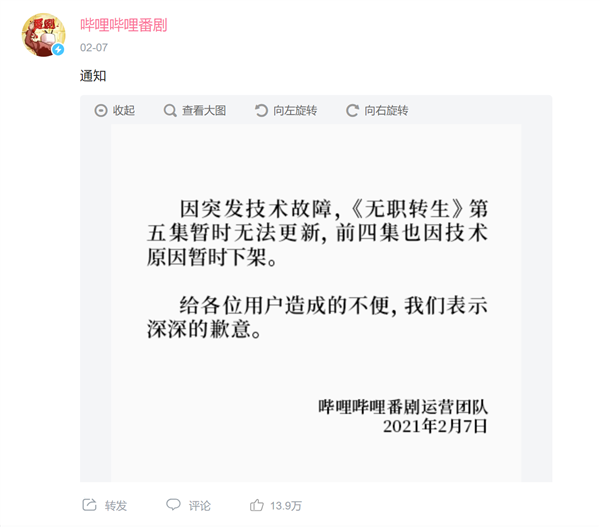 哔哩哔哩番剧
02-07
通知
收起
查看大图
向左旋转
向右旋转
因突发技术故障，《无职转生》第
五集暂时无法更新，前四集也因技术
原因暂时下架。
给各位用户造成的不便，我们表示
深深的歉意。
哔哩哔哩番剧运营团队
2021年2月7日
转发
评论
13.9万